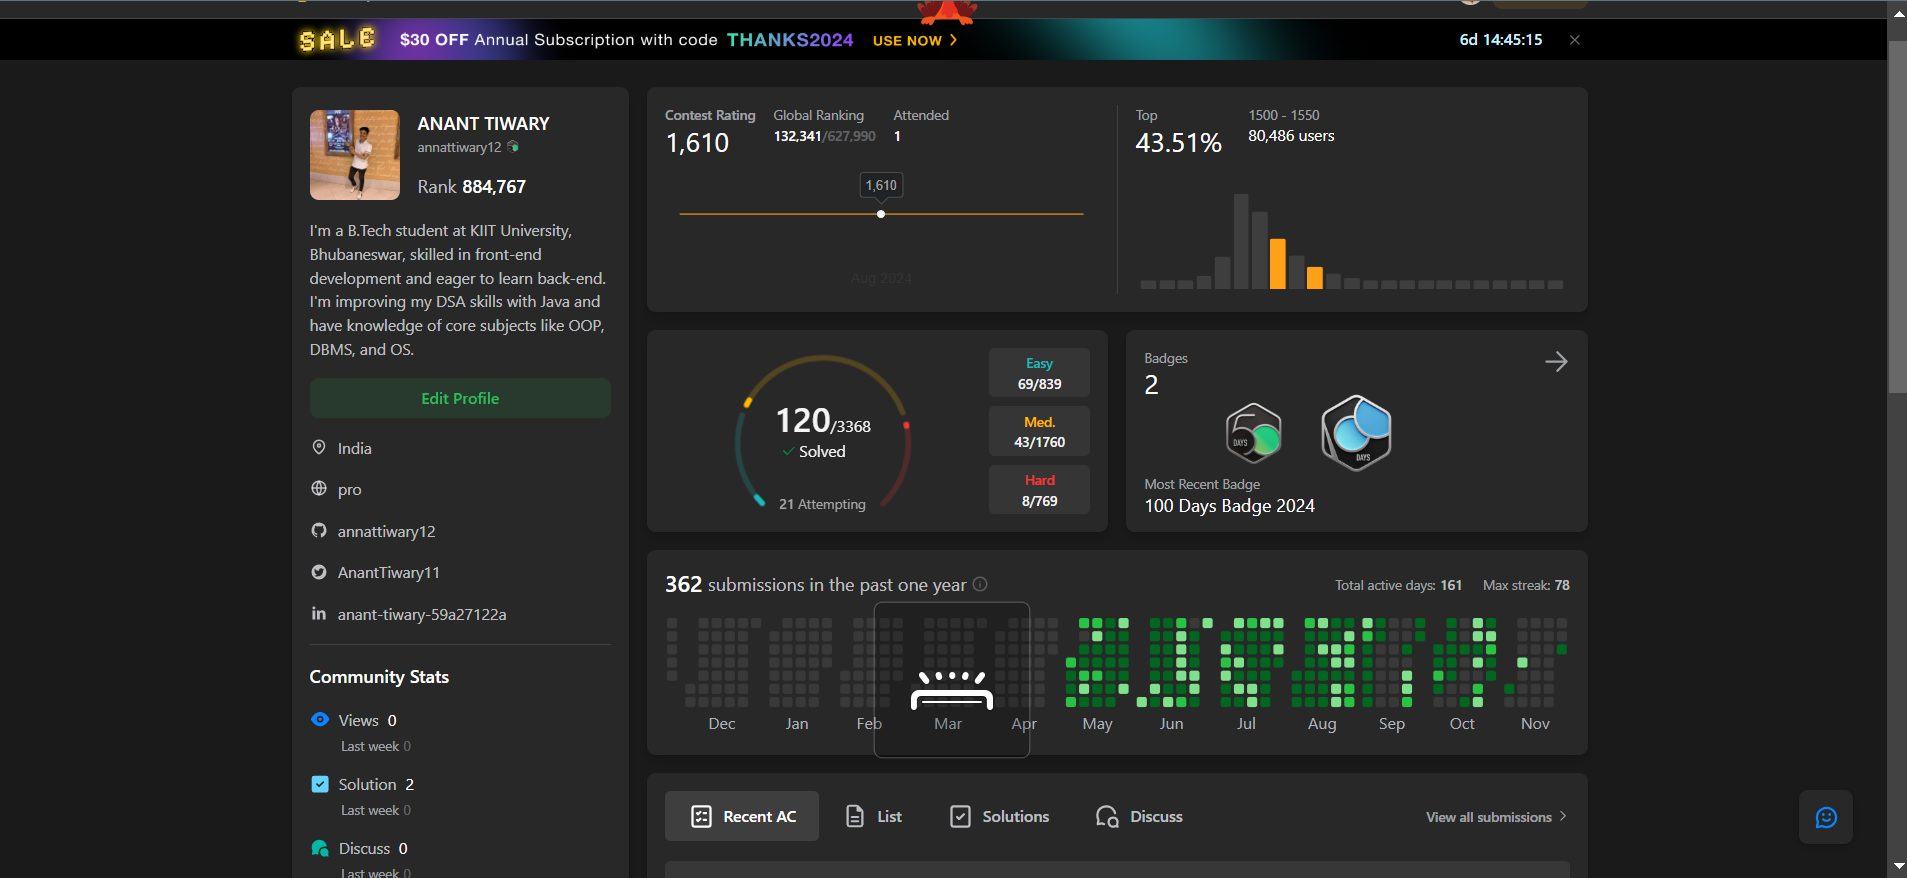 SALE $30 OFF Annual Subscription with code THANKS2024 USE NOW
6d 14:45:15
ANANT TIWARY
annattiwary12
Rank 884,767
I'm a B.Tech student at KIIT University,
Bhubaneswar, skilled in front-end
development and eager to learn back-end.
I'm improving my DSA skills with Java and
have knowledge of core subjects like OOP,
DBMS, and OS.
Edit Profile
India
pro
annattiwary12
AnantTiwary11
anant-tiwary-59a27122a
Community Stats
Views 0
Last week 0
Solution 2
Last week 0
Discuss 0
Last week 0
Contest Rating
1,610
Global Ranking
132,341/627,990
Attended
1
1,610
Aug 2024
Top
43.51%
1500 - 1550
80,486 users
120/3368
Solved
21 Attempting
Easy
69/839
Med.
43/1760
Hard
8/769
Badges
2
DAYS
DAYS
Most Recent Badge
100 Days Badge 2024
362 submissions in the past one year
Total active days: 161 Max streak: 78
Dec Jan Feb Mar Apr May Jun Jul Aug Sep Oct Nov
Recent AC List Solutions Discuss
View all submissions